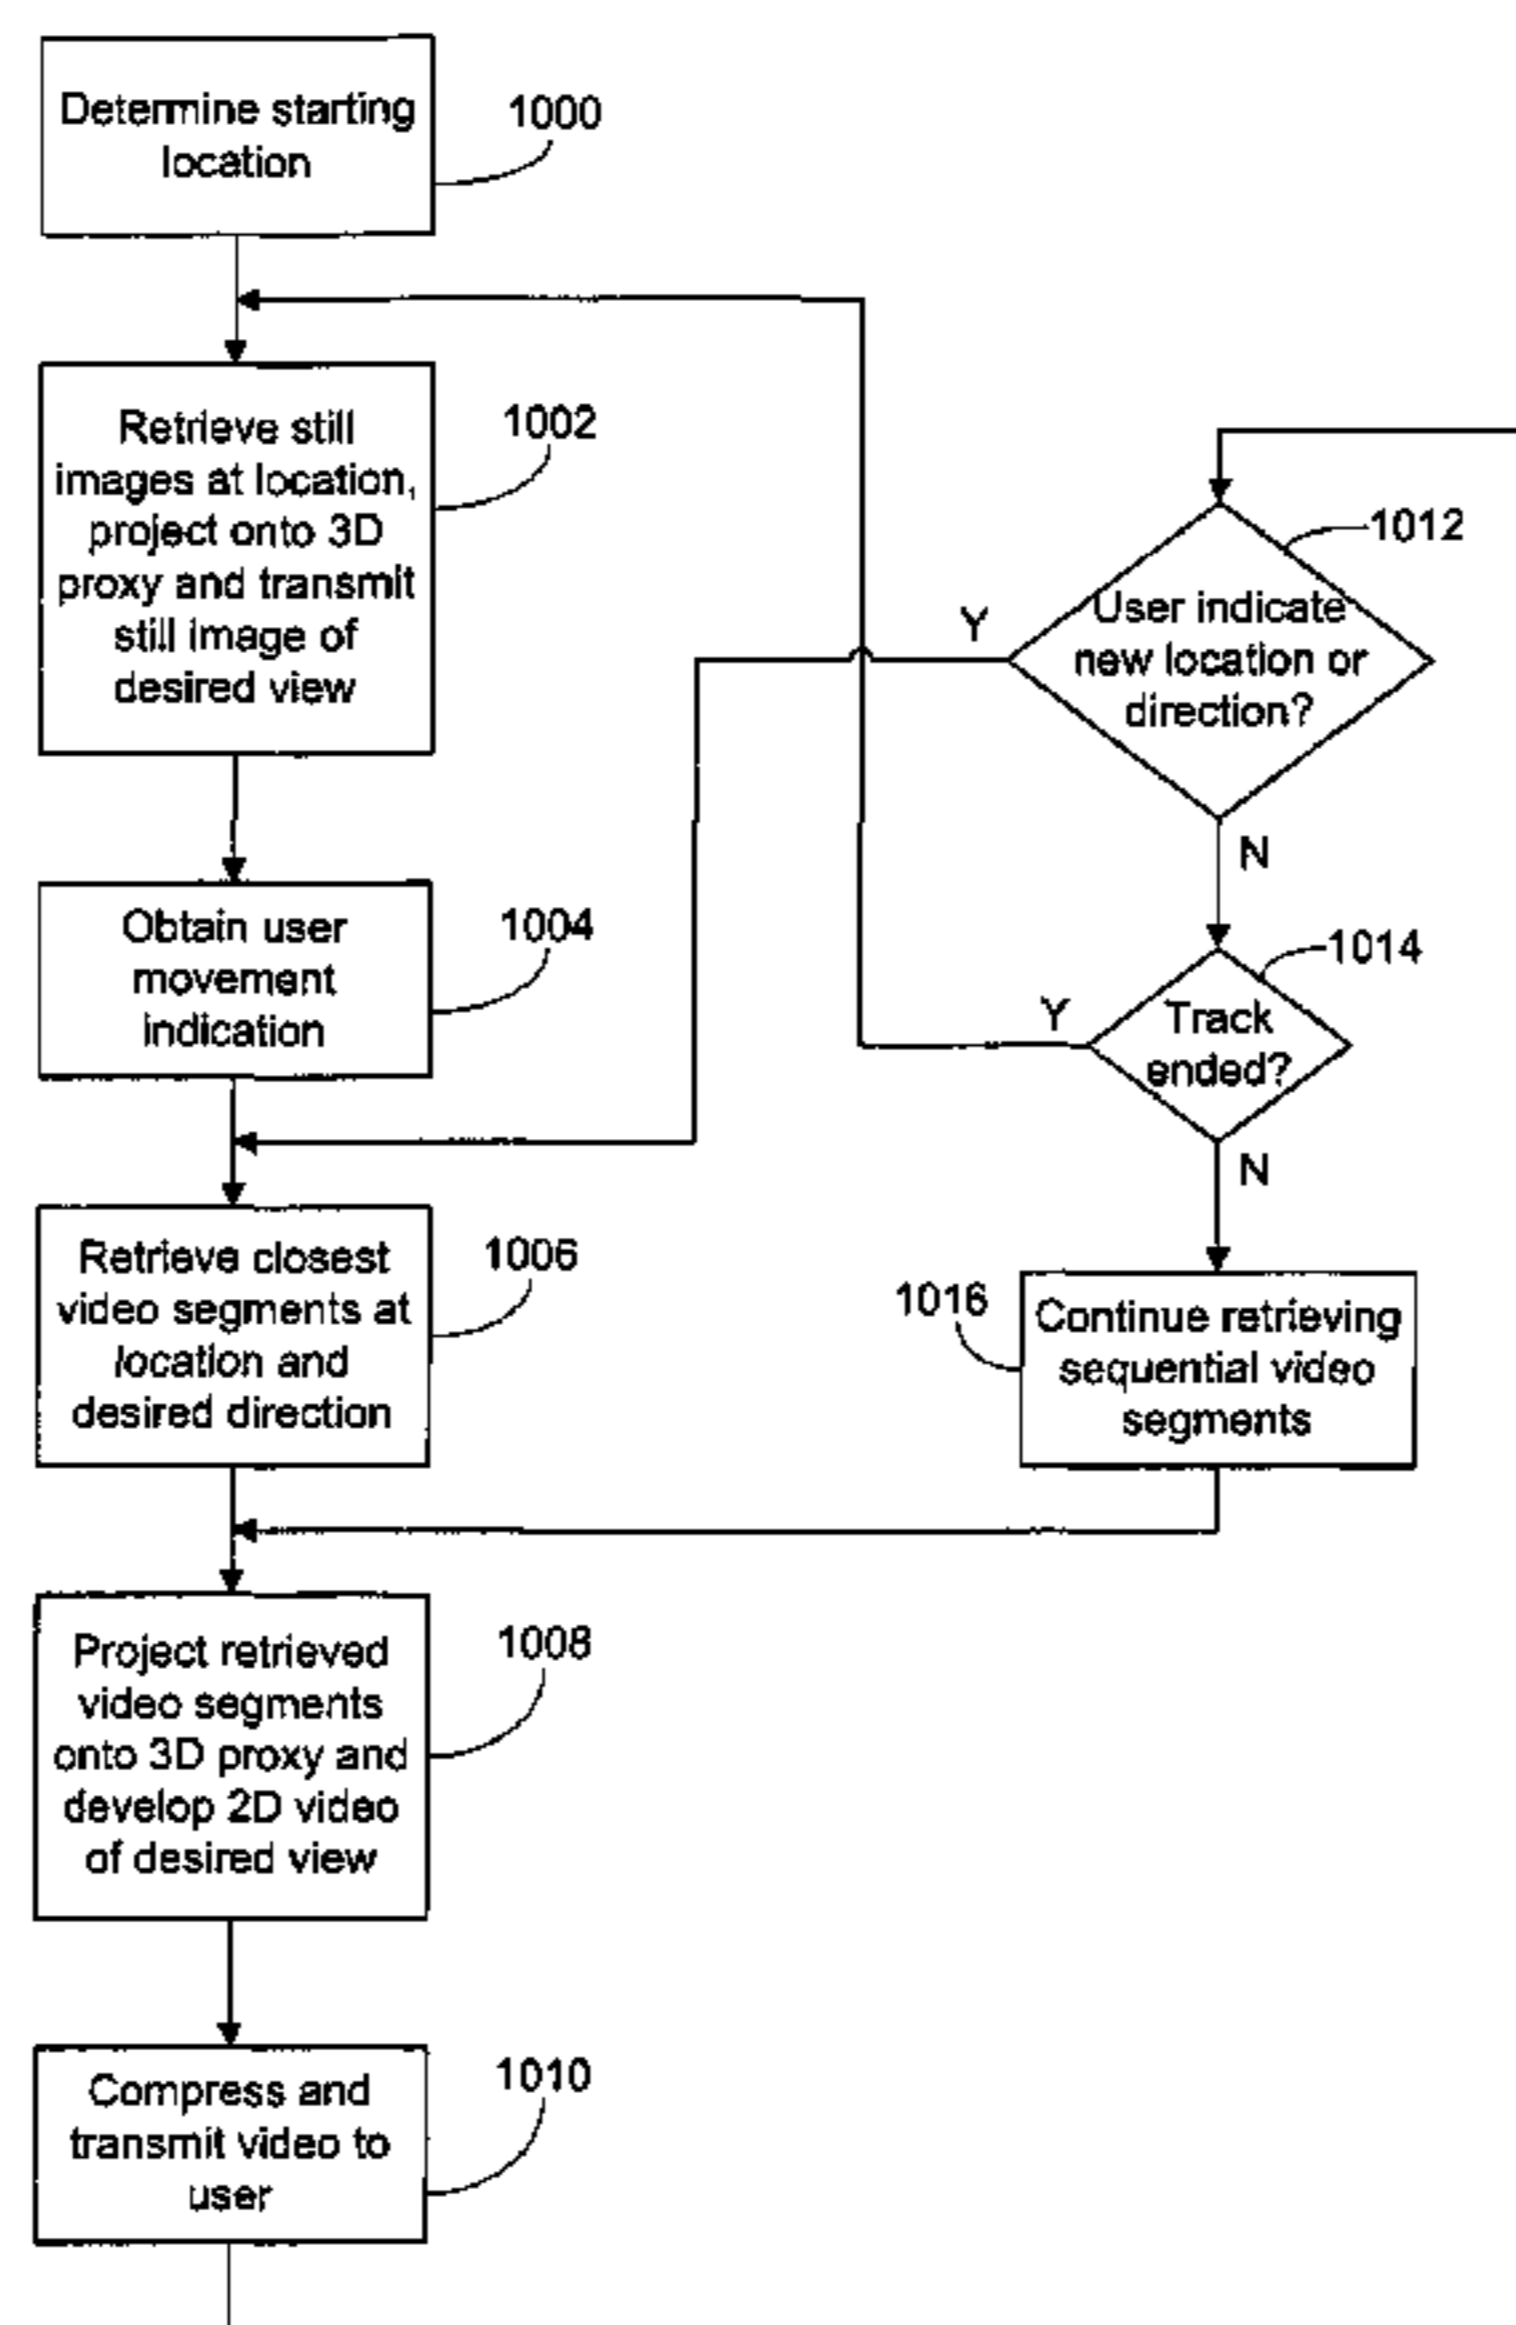 Determine starting
location
1000
Retrieve still
images at location,
project onto 3D
proxy and transmit
still image of
desired view
1002
Obtain user
movement
indication
1004
Retrieve closest
video segments at
location and
desired direction
1006
Project retrieved
video segments
onto 3D proxy and
develop 2D video
of desired view
1008
Compress and
transmit video to
user
1010
User indicate
new location or
direction?
1012
Y
N
Track
ended?
1014
Y
N
Continue retrieving
sequential video
segments
1016